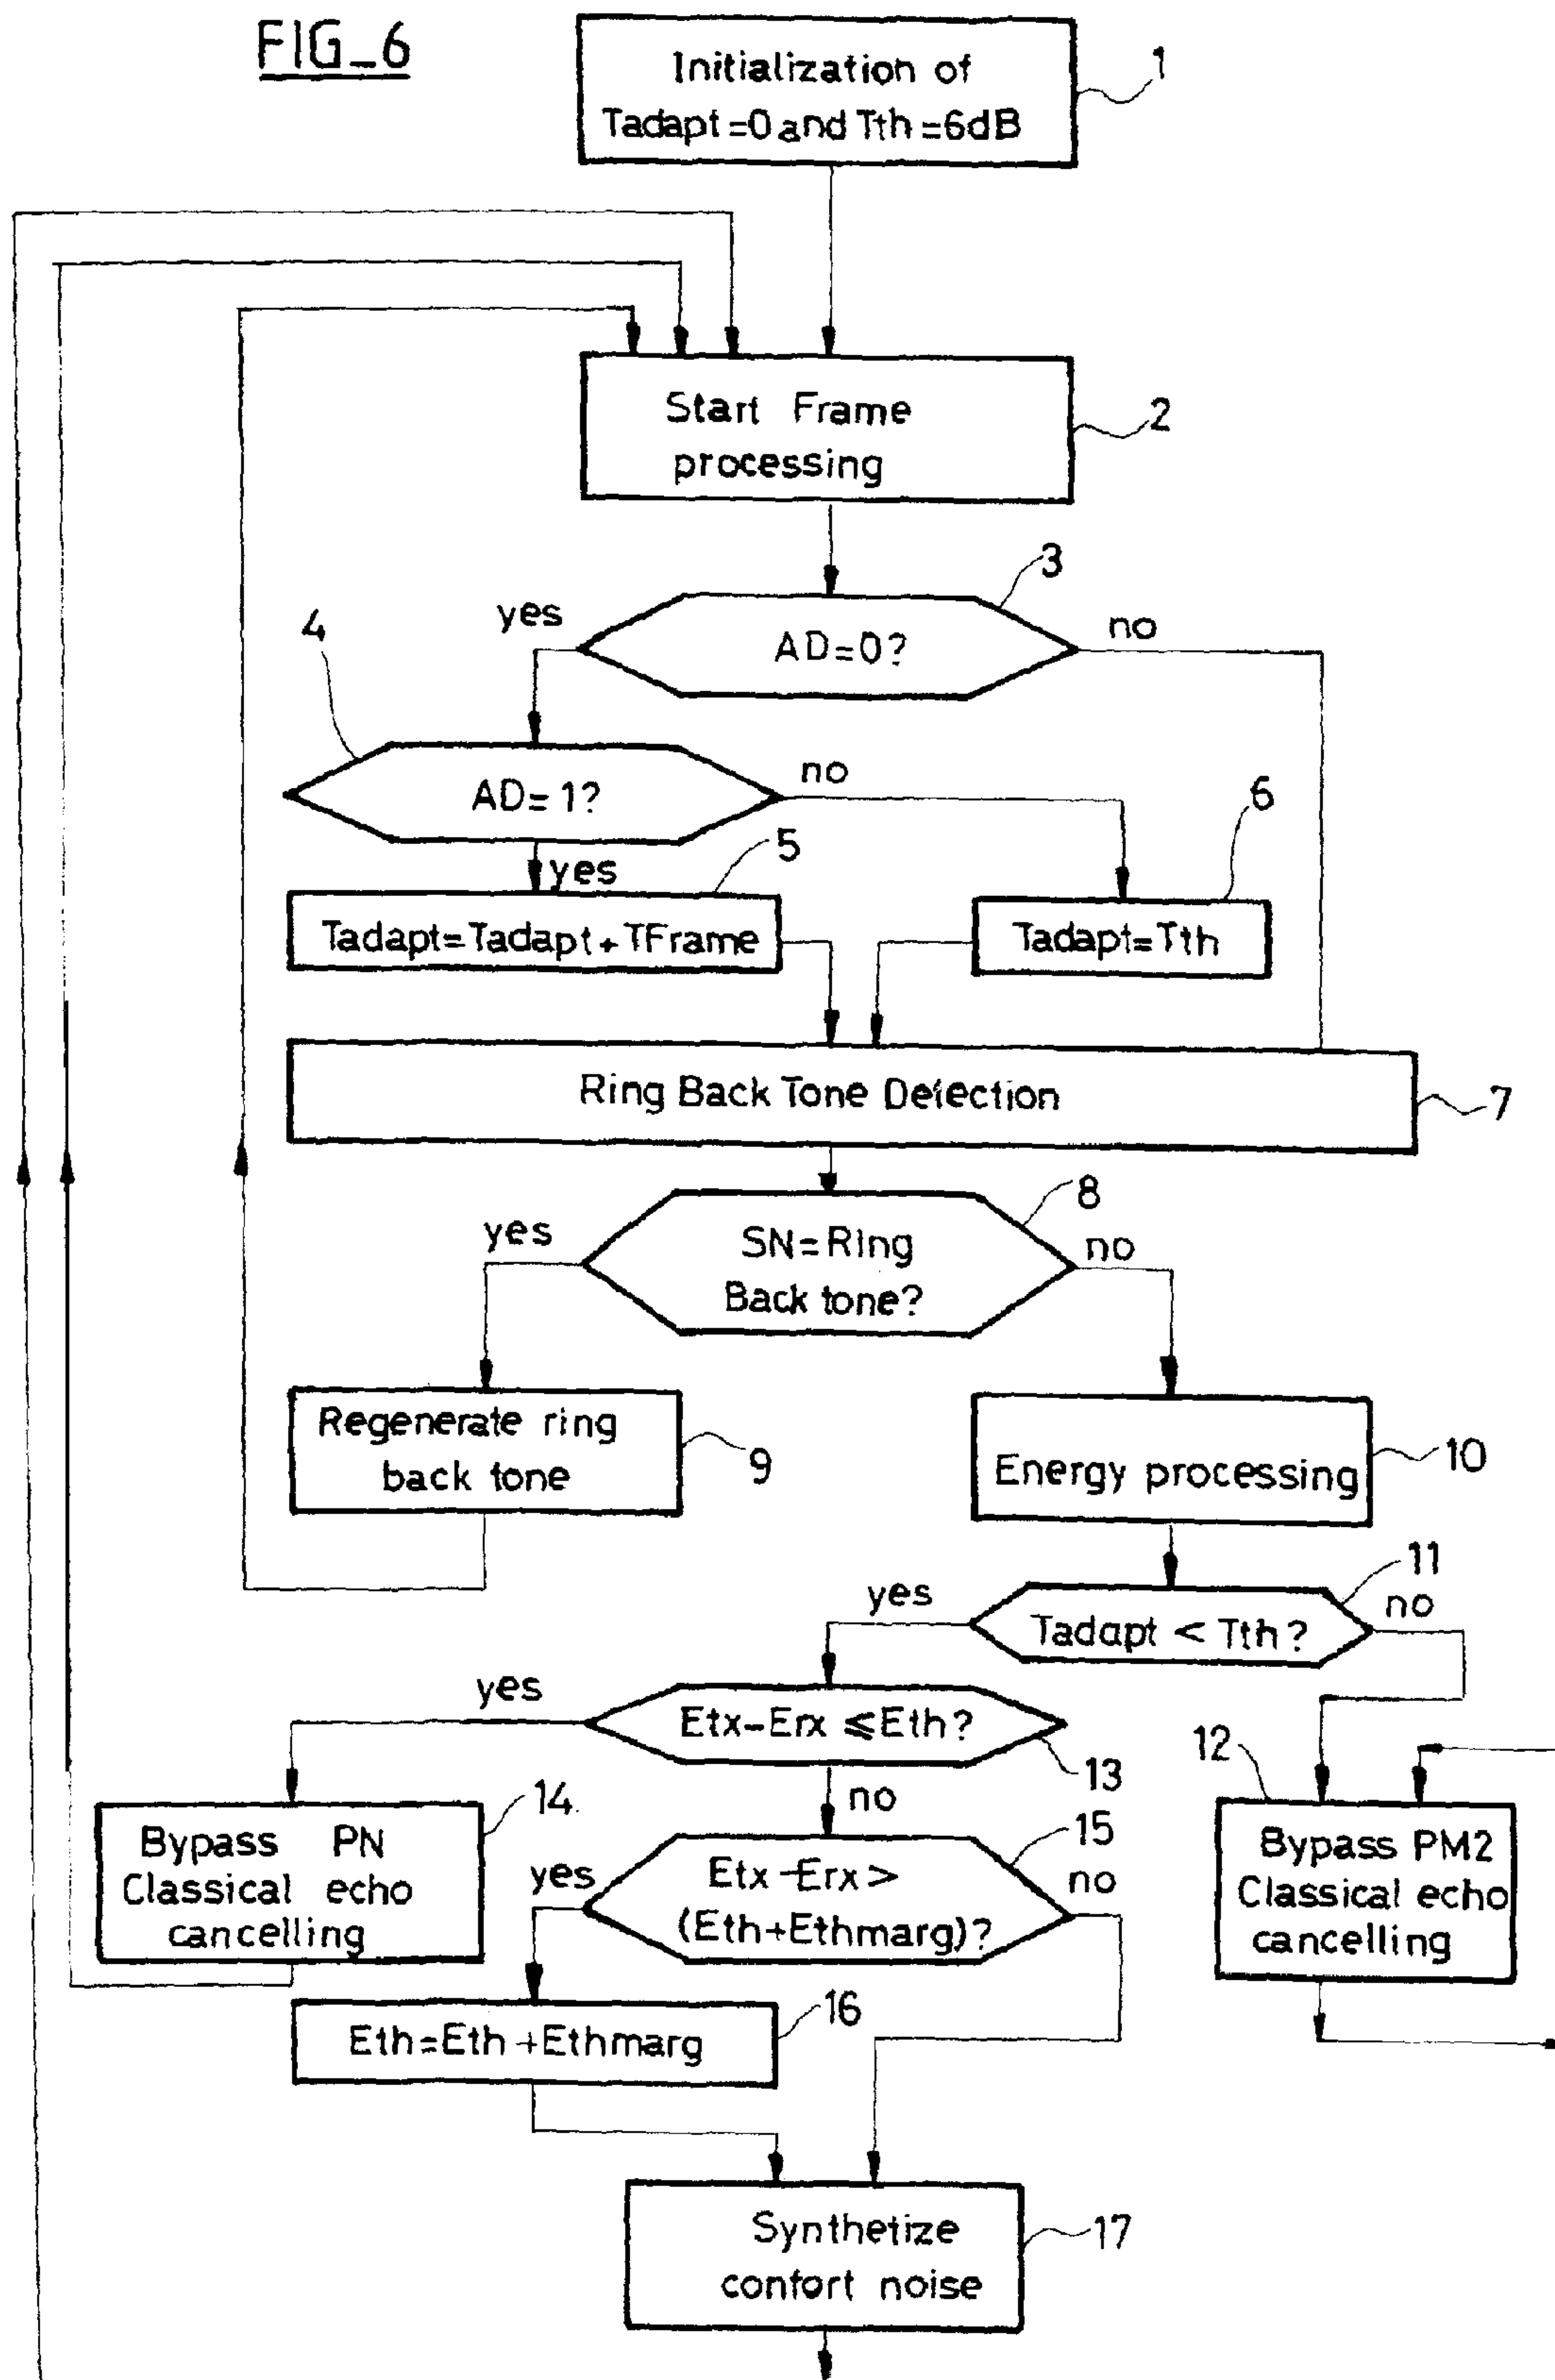 FIG_6
Initialization of
Tadapt=0 and Tth=6dB
1
Start Frame
processing
2
3
yes
AD=0?
no
4
AD=1?
no
6
yes
5
Tadapt=Tadapt+TFrame
Tadapt=Tth
Ring Back Tone Detection
7
8
yes
SN=Ring
Back tone?
no
Regenerate ring
back tone
9
Energy processing
10
11
yes
Tadapt < Tth?
no
yes
Etx-Erx ⩽ Eth?
13
12
no
14
Bypass PN
Classical echo
cancelling
15
yes
Etx-Erx >
(Eth+Ethmarg)?
no
Bypass PM2
Classical echo
cancelling
16
Eth=Eth+Ethmarg
Synthetize
confort noise
17